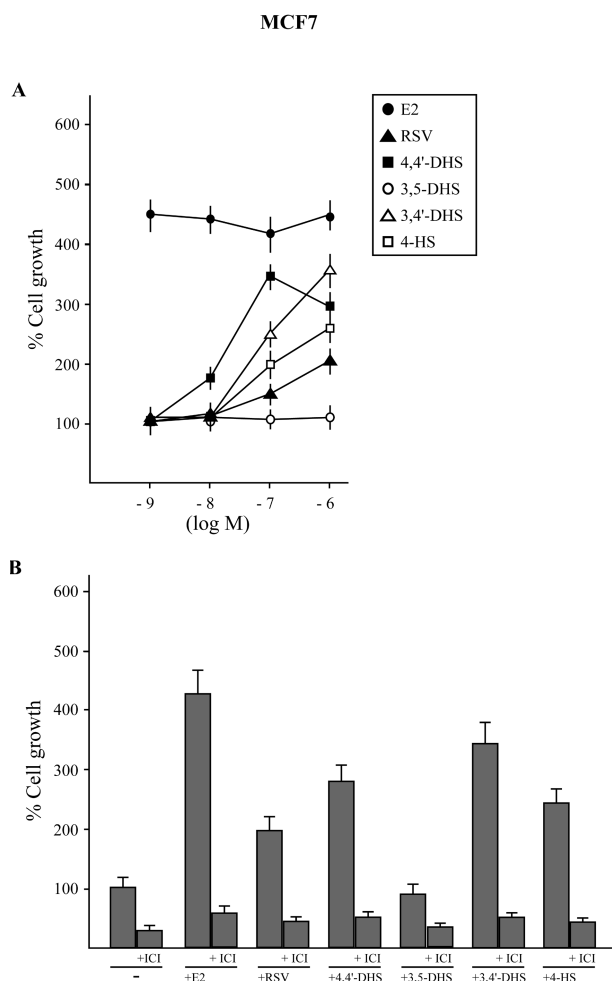 MCF7
A
600
500
400
300
200
100
% Cell growth
- 9 - 8 - 7 - 6
(log M)
E2
RSV
4,4'-DHS
3,5-DHS
3,4'-DHS
4-HS
B
600
500
400
300
200
100
% Cell growth
+ICI + ICI + ICI + ICI + ICI + ICI + ICI
- +E2 +RSV +4.4'-DHS +3.5-DHS +3.4'-DHS +4-HS